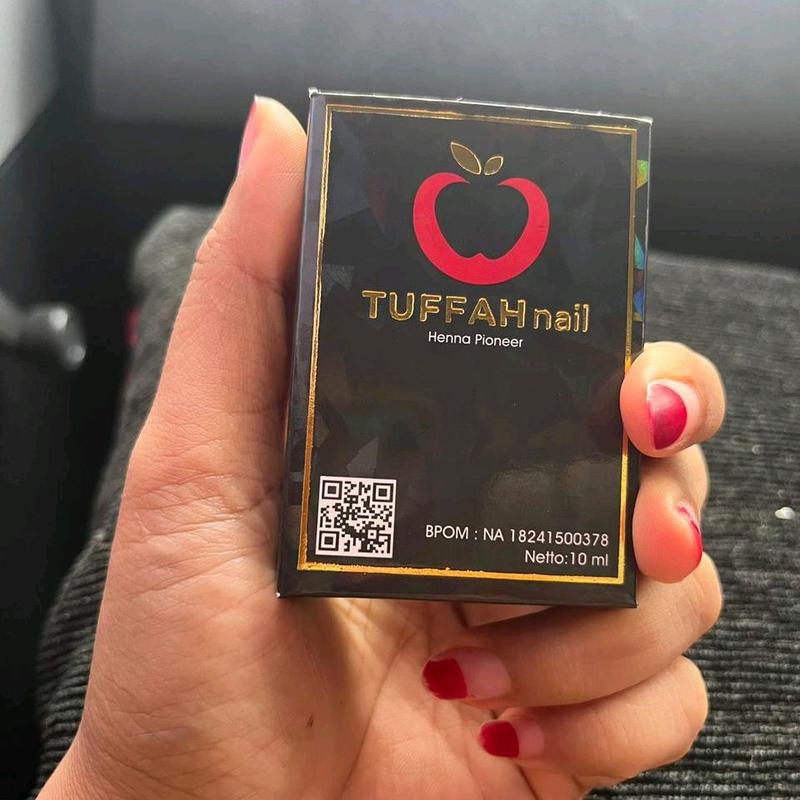 TUFFAH nail
Henna Pioneer
BPOM : NA 18241500378
Netto:10 ml